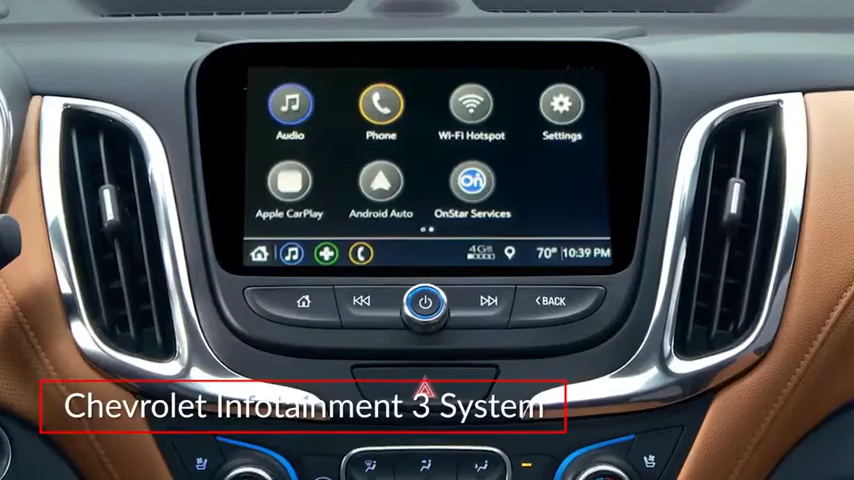 Audio
Phone
Wi-Fi Hotspot
Settings
Apple CarPlay
Android Auto
On
OnStar Services
4G
70° 10:39 PM
BACK
Chevrolet Infotainment 3 System